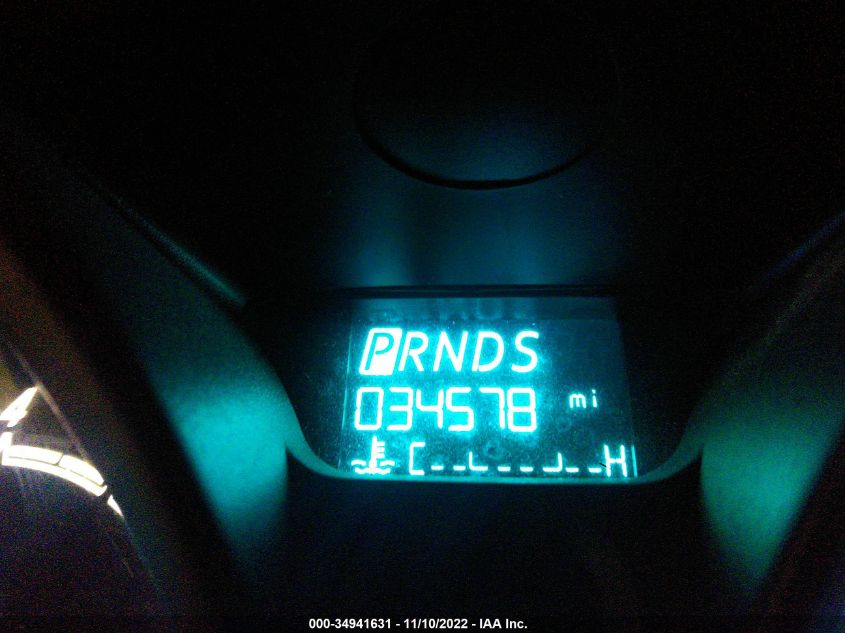 PRNDS
034578 mi
C H
000-34941631 - 11/10/2022 - IAA Inc.